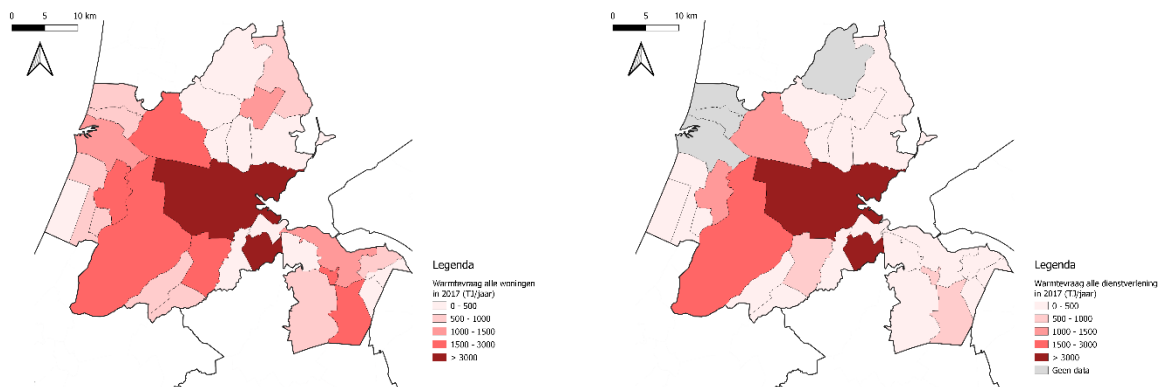 0 5 10 km
Legenda
Warmtevraag alle woningen
in 2017 (TJ/jaar)
0 - 500
500 - 1000
1000 - 1500
1500 - 3000
> 3000
0 5 10 km
Legenda
Warmtevraag alle dienstverlening
in 2017 (TJ/jaar)
0 - 500
500 - 1000
1000 - 1500
1500 - 3000
> 3000
Geen data